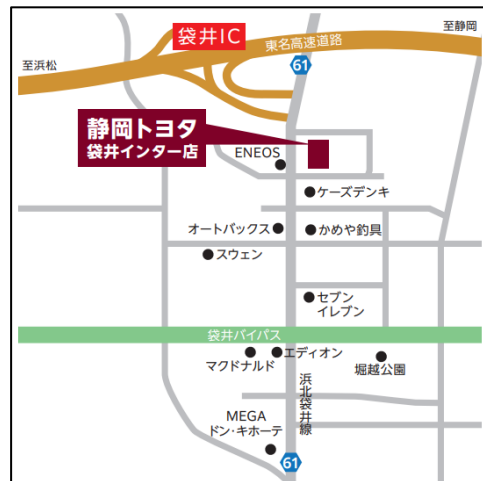 袋井IC
東名高速道路
至静岡
至浜松
61
静岡トヨタ
袋井インター店
ENEOS
ケーズデンキ
オートバックス
かめや釣具
スウェン
セブン
イレブン
袋井バイパス
マクドナルド
エディオン
堀越公園
浜北袋井線
MEGA
ドン・キホーテ
61